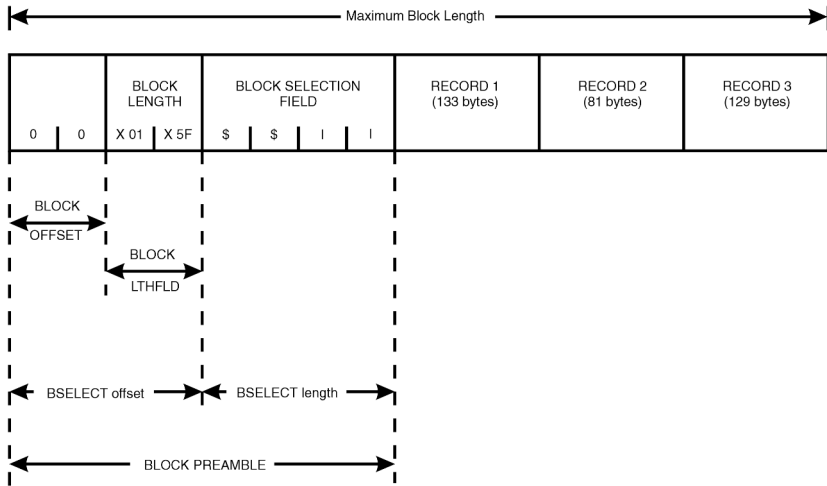 Maximum Block Length
BLOCK
LENGTH
BLOCK SELECTION
FIELD
RECORD 1
(133 bytes)
RECORD 2
(81 bytes)
RECORD 3
(129 bytes)
0 0 X 01 X 5F $ $ I I
BLOCK
OFFSET
BLOCK
LTHFLD
BSELECT offset
BSELECT length
BLOCK PREAMBLE